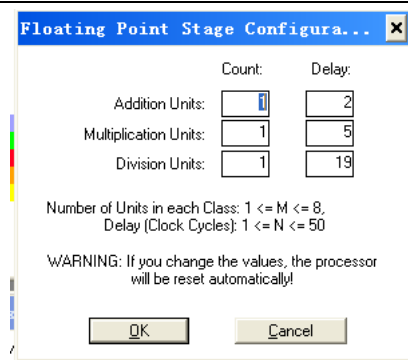 Floating Point Stage Configura...
Count: Delay:
Addition Units: 1 2
Multiplication Units: 1 5
Division Units: 1 19
Number of Units in each Class: 1 <= M <= 8,
Delay (Clock Cycles): 1 <= N <= 50
WARNING: If you change the values, the processor
will be reset automatically!
OK Cancel